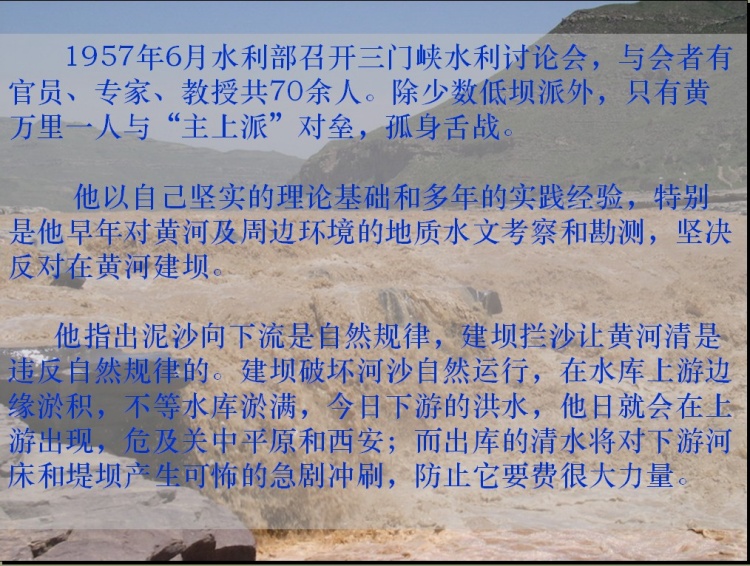 1957年6月水利部召开三门峡水利讨论会，与会者有
官员、专家、教授共70余人。除少数低坝派外，只有黄
万里一人与“主上派”对垒，孤身舌战。
他以自己坚实的理论基础和多年的实践经验，特别
是他早年对黄河及周边环境的地质水文考察和勘测，坚决
反对在黄河建坝。
他指出泥沙向下流是自然规律，建坝拦沙让黄河清是
违反自然规律的。建坝破坏河沙自然运行，在水库上游边
缘淤积，不等水库淤满，今日下游的洪水，他日就会在上
游出现，危及关中平原和西安；而出库的清水将对下游河
床和堤坝产生可怖的急剧冲刷，防止它要费很大力量。